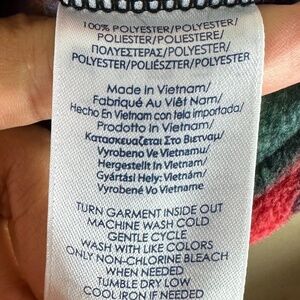 100% POLYESTER/POLYESTER/
POLIÉSTER/POLIESTERE/
ΠΟΛΥΕΣΤΕΡΑΣ/POLYESTER/
POLYESTER/POLIÉSZTER/POLYESTER
Made in Vietnam/
Fabriqué Au Viêt Nam/
Hecho En Vietnam con tela importada/
Prodotto in Vietnam/
Κατασκευαζεται Στο Βιετναμ/
Vyrobeno Ve Vietnamu/
Hergestellt in Vietnam/
Gyártási Hely: Vietnám/
Vyrobené Vo Vietname
TURN GARMENT INSIDE OUT
MACHINE WASH COLD
GENTLE CYCLE
WASH WITH LIKE COLORS
ONLY NON-CHLORINE BLEACH
WHEN NEEDED
TUMBLE DRY LOW
COOL IRON IF NEEDED